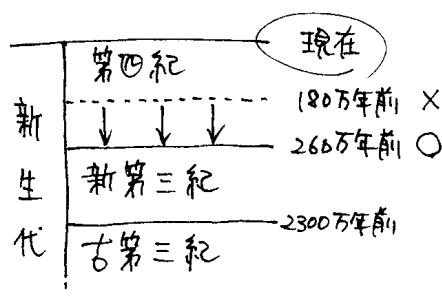 現在
第四紀
180万年前 ×
260万年前 ○
新第三紀
2300万年前
古第三紀
新生代